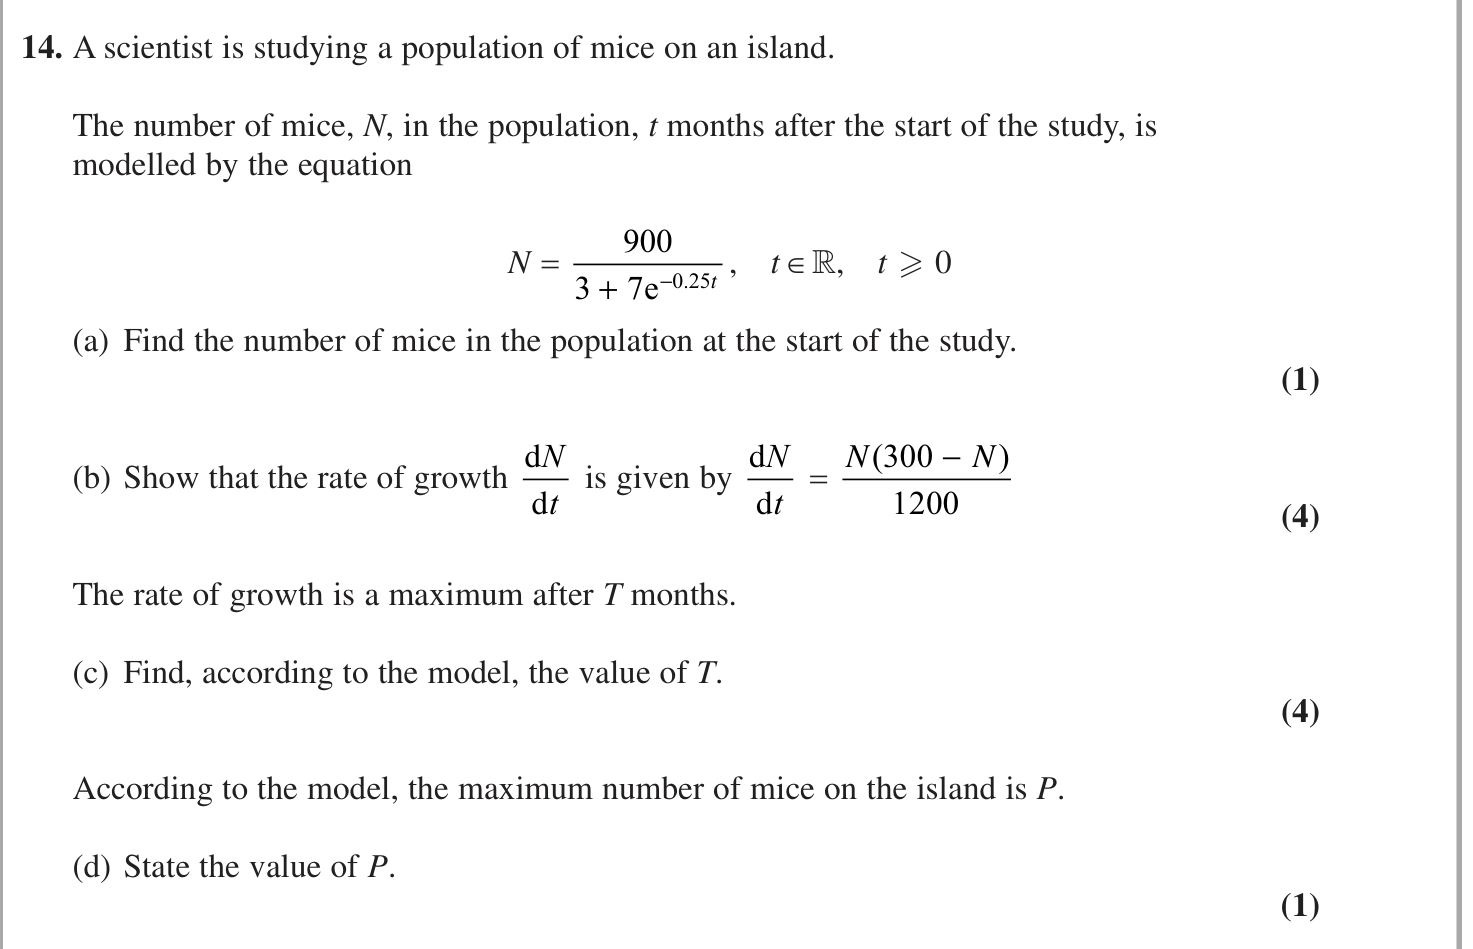 14. A scientist is studying a population of mice on an island.
The number of mice, N, in the population, t months after the start of the study, is
modelled by the equation
N = 900 / (3 + 7e^(−0.25t)), t ∈ ℝ, t ⩾ 0
(a) Find the number of mice in the population at the start of the study.
(1)
(b) Show that the rate of growth dN/dt is given by dN/dt = N(300 − N)/1200
(4)
The rate of growth is a maximum after T months.
(c) Find, according to the model, the value of T.
(4)
According to the model, the maximum number of mice on the island is P.
(d) State the value of P.
(1)